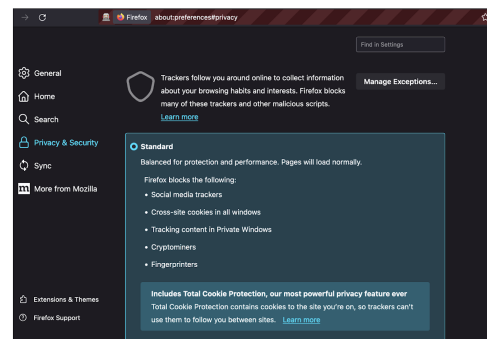 Firefox about:preferences#privacy
Find in Settings
General
Home
Search
Privacy & Security
Sync
More from Mozilla
Extensions & Themes
Firefox Support
Trackers follow you around online to collect information
about your browsing habits and interests. Firefox blocks
many of these trackers and other malicious scripts.
Learn more
Manage Exceptions...
Standard
Balanced for protection and performance. Pages will load normally.
Firefox blocks the following:
• Social media trackers
• Cross-site cookies in all windows
• Tracking content in Private Windows
• Cryptominers
• Fingerprinters
Includes Total Cookie Protection, our most powerful privacy feature ever
Total Cookie Protection contains cookies to the site you're on, so trackers can't
use them to follow you between sites. Learn more